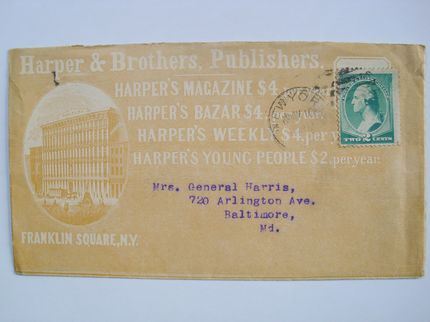 Harper & Brothers, Publishers.
HARPER'S MAGAZINE $4
HARPER'S BAZAR $4
HARPER'S WEEKLY $4, per
HARPER'S YOUNG PEOPLE $2, per year.
NEW YORK
TWO CENTS
Mrs. General Harris,
720 Arlington Ave.
Baltimore,
Md.
FRANKLIN SQUARE, N.Y.